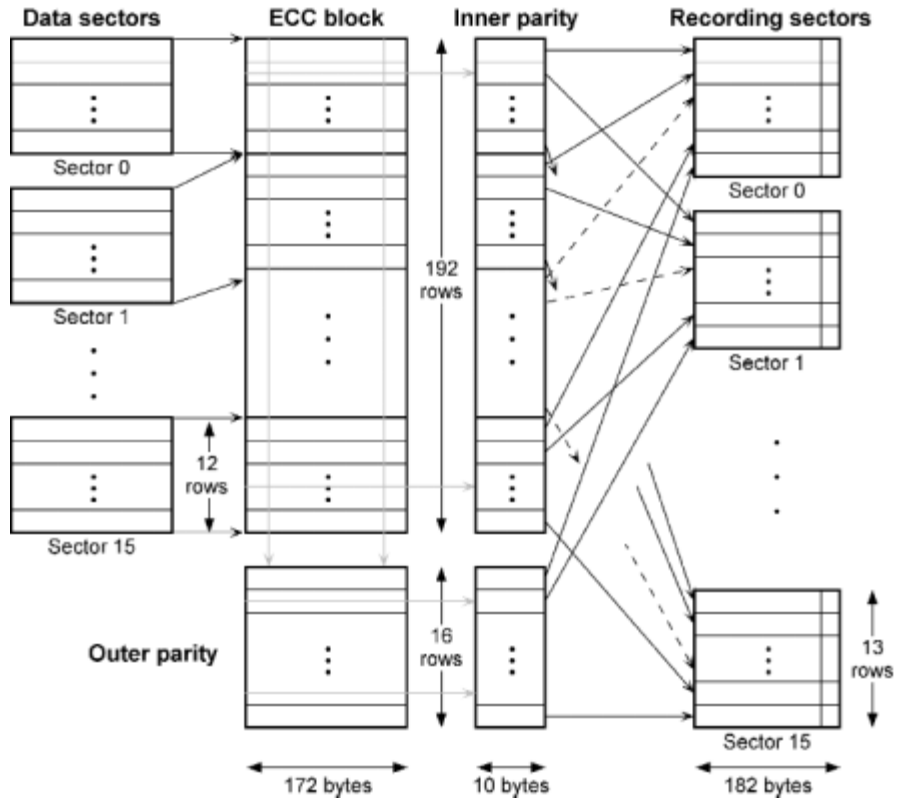 Data sectors
ECC block
Inner parity
Recording sectors
Sector 0
Sector 0
Sector 1
192
rows
Sector 1
12
rows
Sector 15
Outer parity
16
rows
13
rows
Sector 15
172 bytes
10 bytes
182 bytes